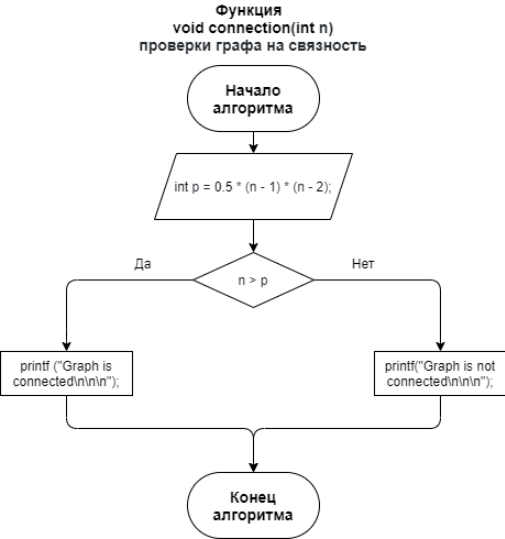 Функция
void connection(int n)
проверки графа на связность
Начало
алгоритма
int p = 0.5 * (n - 1) * (n - 2);
Да
n > p
Нет
printf ("Graph is
connected\n\n\n");
printf("Graph is not
connected\n\n\n");
Конец
алгоритма